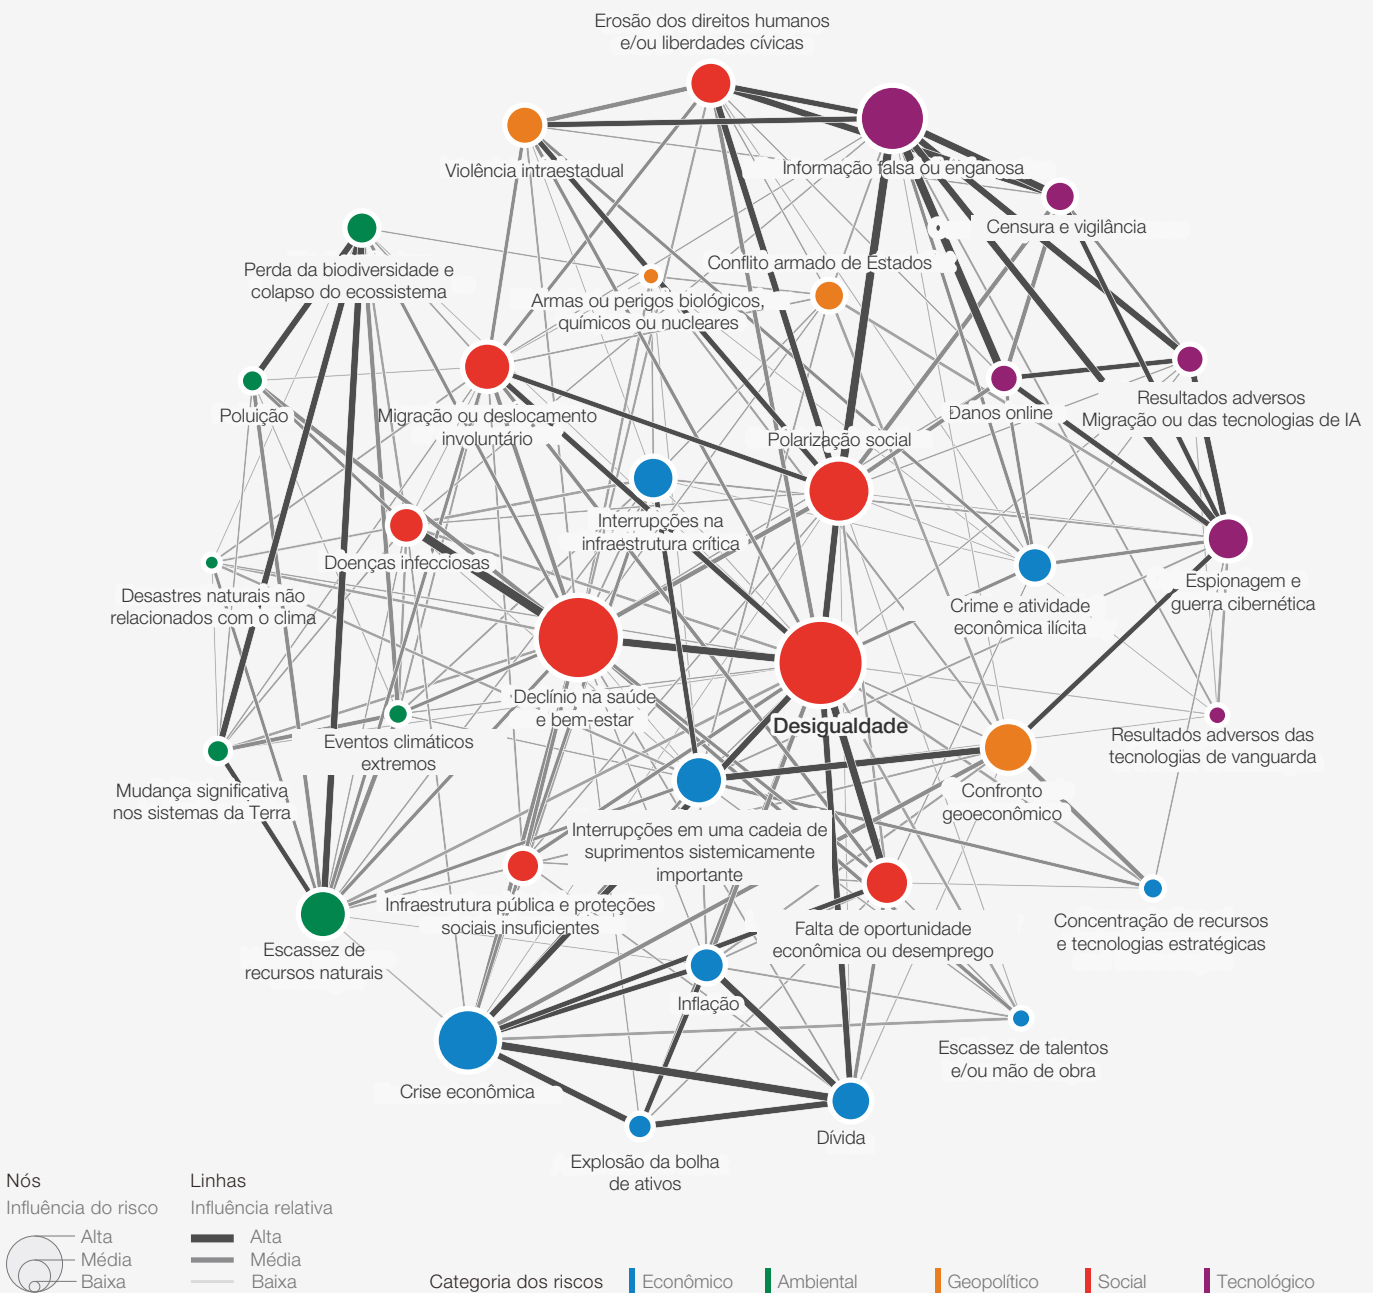 Erosão dos direitos humanos
e/ou liberdades cívicas
Violência intraestadual
Informação falsa ou enganosa
Censura e vigilância
Perda da biodiversidade e
colapso do ecossistema
Conflito armado de Estados
Armas ou perigos biológicos,
químicos ou nucleares
Poluição
Migração ou deslocamento
involuntário
Danos online
Resultados adversos
Migração ou das tecnologias de IA
Polarização social
Interrupções na
infraestrutura crítica
Doenças infecciosas
Desastres naturais não
relacionados com o clima
Crime e atividade
econômica ilícita
Espionagem e
guerra cibernética
Declínio na saúde
e bem-estar
Desigualdade
Eventos climáticos
extremos
Resultados adversos das
tecnologias de vanguarda
Mudança significativa
nos sistemas da Terra
Confronto
geoeconômico
Interrupções em uma cadeia de
suprimentos sistemicamente
importante
Infraestrutura pública e proteções
sociais insuficientes
Falta de oportunidade
econômica ou desemprego
Concentração de recursos
e tecnologias estratégicas
Escassez de
recursos naturais
Inflação
Escassez de talentos
e/ou mão de obra
Crise econômica
Dívida
Explosão da bolha
de ativos
Nós
Influência do risco
Alta
Média
Baixa
Linhas
Influência relativa
Alta
Média
Baixa
Categoria dos riscos
Econômico
Ambiental
Geopolítico
Social
Tecnológico